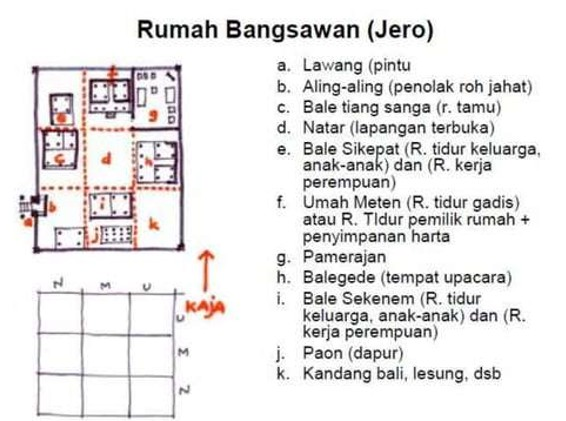 Rumah Bangsawan (Jero)
a. Lawang (pintu
b. Aling-aling (penolak roh jahat)
c. Bale tiang sanga (r. tamu)
d. Natar (lapangan terbuka)
e. Bale Sikepat (R. tidur keluarga,
anak-anak) dan (R. kerja
perempuan)
f. Umah Meten (R. tidur gadis)
atau R. TIdur pemilik rumah +
penyimpanan harta
g. Pamerajan
h. Balegede (tempat upacara)
i. Bale Sekenem (R. tidur
keluarga, anak-anak) dan (R.
kerja perempuan)
j. Paon (dapur)
k. Kandang bali, lesung, dsb
f
e
g
c
d
h
b
i
a
j
k
KAJA
N M U
U
M
N